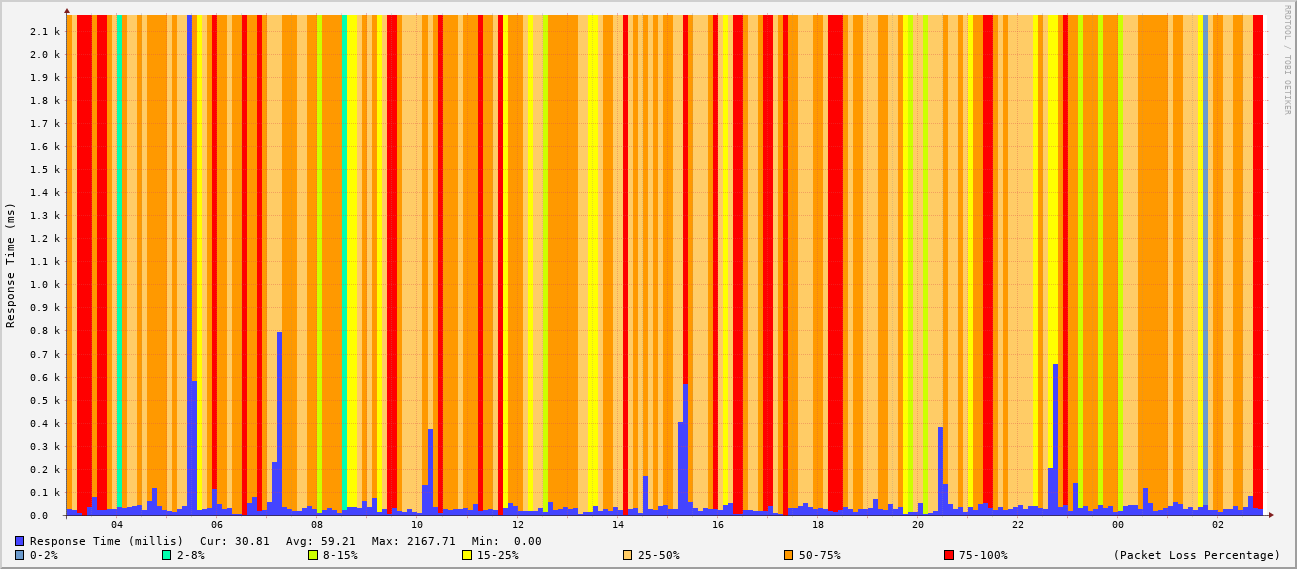 RRDTOOL / TOBI OETIKER
Response Time (ms)
2.1 k
2.0 k
1.9 k
1.8 k
1.7 k
1.6 k
1.5 k
1.4 k
1.3 k
1.2 k
1.1 k
1.0 k
0.9 k
0.8 k
0.7 k
0.6 k
0.5 k
0.4 k
0.3 k
0.2 k
0.1 k
0.0
04 06 08 10 12 14 16 18 20 22 00 02
Response Time (millis) Cur: 30.81 Avg: 59.21 Max: 2167.71 Min: 0.00
0-2% 2-8% 8-15% 15-25% 25-50% 50-75% 75-100% (Packet Loss Percentage)